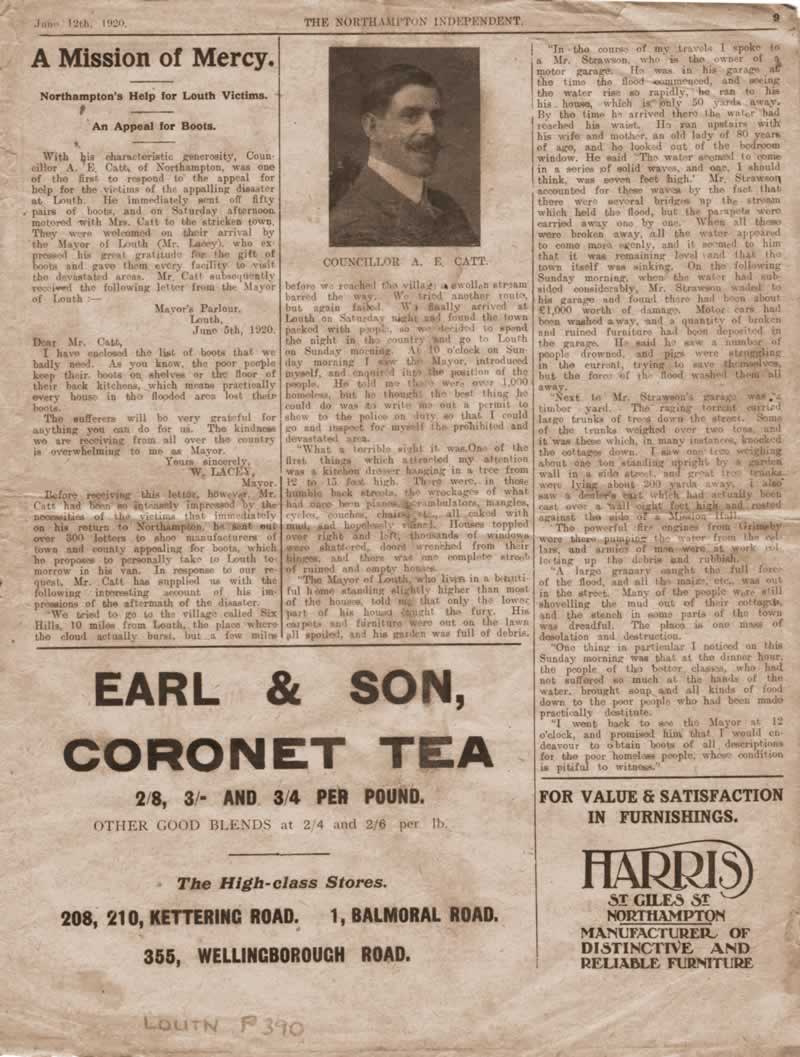 June 12th, 1920.
THE NORTHAMPTON INDEPENDENT.
9
A Mission of Mercy.
Northampton's Help for Louth Victims.
An Appeal for Boots.
With his characteristic generosity, Coun-
cillor A. E. Catt, of Northampton, was one
of the first to respond to the appeal for
help for the victims of the appalling disaster
at Louth. He immediately sent off fifty
pairs of boots, and on Saturday afternoon
motored with Mrs. Catt to the stricken town.
They were welcomed on their arrival by
the Mayor of Louth (Mr. Lacey), who ex-
pressed his great gratitude for the gift of
boots and gave them every facility to visit
the devastated areas. Mr. Catt subsequently
received the following letter from the Mayor
of Louth :—
Mayor's Parlour,
Louth,
June 5th, 1920.
Dear Mr. Catt,
I have enclosed the list of boots that we
badly need. As you know, the poor people
keep their boots on shelves or the floor of
their back kitchens, which means practically
every house in the flooded area lost their
boots.
The sufferers will be very grateful for
anything you can do for us. The kindness
we are receiving from all over the country
is overwhelming to me as Mayor.
Yours sincerely,
W. LACEY,
Mayor.
Before receiving this letter, however, Mr.
Catt had been so intensely impressed by the
necessities of the victims that immediately
on his return to Northampton, he sent out
over 300 letters to shoe manufacturers of
town and county appealing for boots, which
he proposes to personally take to Louth to-
morrow in his van. In response to our re-
quest, Mr. Catt has supplied us with the
following interesting account of his im-
pressions of the aftermath of the disaster:
"We tried to go to the village called Six
Hills, 10 miles from Louth, the place where
the cloud actually burst, but a few miles
COUNCILLOR A. E. CATT.
before we reached the village a swollen stream
barred the way. We tried another route,
but again failed. We finally arrived at
Louth on Saturday night and found the town
packed with people, so we decided to spend
the night in the country and go to Louth
on Sunday morning. At 10 o'clock on Sun-
day morning I saw the Mayor, introduced
myself, and enquired into the position of the
people. He told me there were over 1,000
homeless, but he thought the best thing he
could do was to write me out a permit to
show to the police on duty so that I could
go and inspect for myself the prohibited and
devastated area.
"What a terrible sight it was. One of the
first things which attracted my attention
was a kitchen dresser hanging in a tree from
12 to 15 feet high. There were, in those
humble back streets, the wreckages of what
had once been pianos, perambulators, mangles,
cycles, couches, chairs, etc., all caked with
mud, and hopelessly ruined. Houses toppled
over right and left, thousands of windows
were shattered, doors wrenched from their
hinges, and there was one complete street
of ruined and empty houses.
"The Mayor of Louth, who lives in a beauti-
ful home standing slightly higher than most
of the houses, told me that only the lower
part of his house caught the fury. His
carpets and furniture were out on the lawn
all spoiled, and his garden was full of debris.
"In the course of my travels I spoke to
a Mr. Strawson, who is the owner of a
motor garage. He was in his garage at
the time the flood commenced, and seeing
the water rise so rapidly, he ran to his
his house, which is only 50 yards away.
By the time he arrived there the water had
reached his waist. He ran upstairs with
his wife and mother, an old lady of 80 years
of age, and he looked out of the bedroom
window. He said 'The water seemed to come
in a series of solid waves, and one, I should
think, was seven feet high.' Mr. Strawson
accounted for these waves by the fact that
there were several bridges up the stream
which held the flood, but the parapets were
carried away one by one. When all these
were broken away, all the water appeared
to come more evenly, and it seemed to him
that it was remaining level and that the
town itself was sinking. On the following
Sunday morning, when the water had sub-
sided considerably, Mr. Strawson waded to
his garage and found there had been about
£1,000 worth of damage. Motor cars had
been washed away, and a quantity of broken
and ruined furniture had been deposited in
the garage. He said he saw a number of
people drowned, and pigs were struggling
in the current, trying to save themselves,
but the force of the flood washed them all
away.
"Next to Mr. Strawson's garage was a
timber yard. The raging torrent carried
large trunks of trees down the street. Some
of the trunks weighed over two tons, and
it was these which, in many instances, knocked
the cottages down. I saw one tree weighing
about one ton standing upright by a garden
wall in a side street, and great tree trunks
were lying about 200 yards away. I also
saw a dealer's cart which had actually been
cast over a wall eight feet high and rested
against the side of a Mission Hall.
"The powerful fire engines from Grimsby
were there pumping the water from the cel-
lars, and armies of men were at work col-
lecting up the debris and rubbish.
"A large granary caught the full force
of the flood, and all the maize, etc., was out
in the street. Many of the people were still
shovelling the mud out of their cottages,
and the stench in some parts of the town
was dreadful. The place is one mass of
desolation and destruction.
"One thing in particular I noticed on this
Sunday morning was that at the dinner hour,
the people of the better classes, who had
not suffered so much at the hands of the
water, brought soup and all kinds of food
down to the poor people who had been made
practically destitute.
"I went back to see the Mayor at 12
o'clock, and promised him that I would en-
deavour to obtain boots of all descriptions
for the poor homeless people, whose condition
is pitiful to witness."
EARL & SON,
CORONET TEA
2/8, 3/- AND 3/4 PER POUND.
OTHER GOOD BLENDS at 2/4 and 2/6 per lb.
The High-class Stores.
208, 210, KETTERING ROAD. 1, BALMORAL ROAD.
355, WELLINGBOROUGH ROAD.
FOR VALUE & SATISFACTION
IN FURNISHINGS.
HARRIS
ST GILES ST
NORTHAMPTON
MANUFACTURER OF
DISTINCTIVE AND
RELIABLE FURNITURE
LOUTN P390